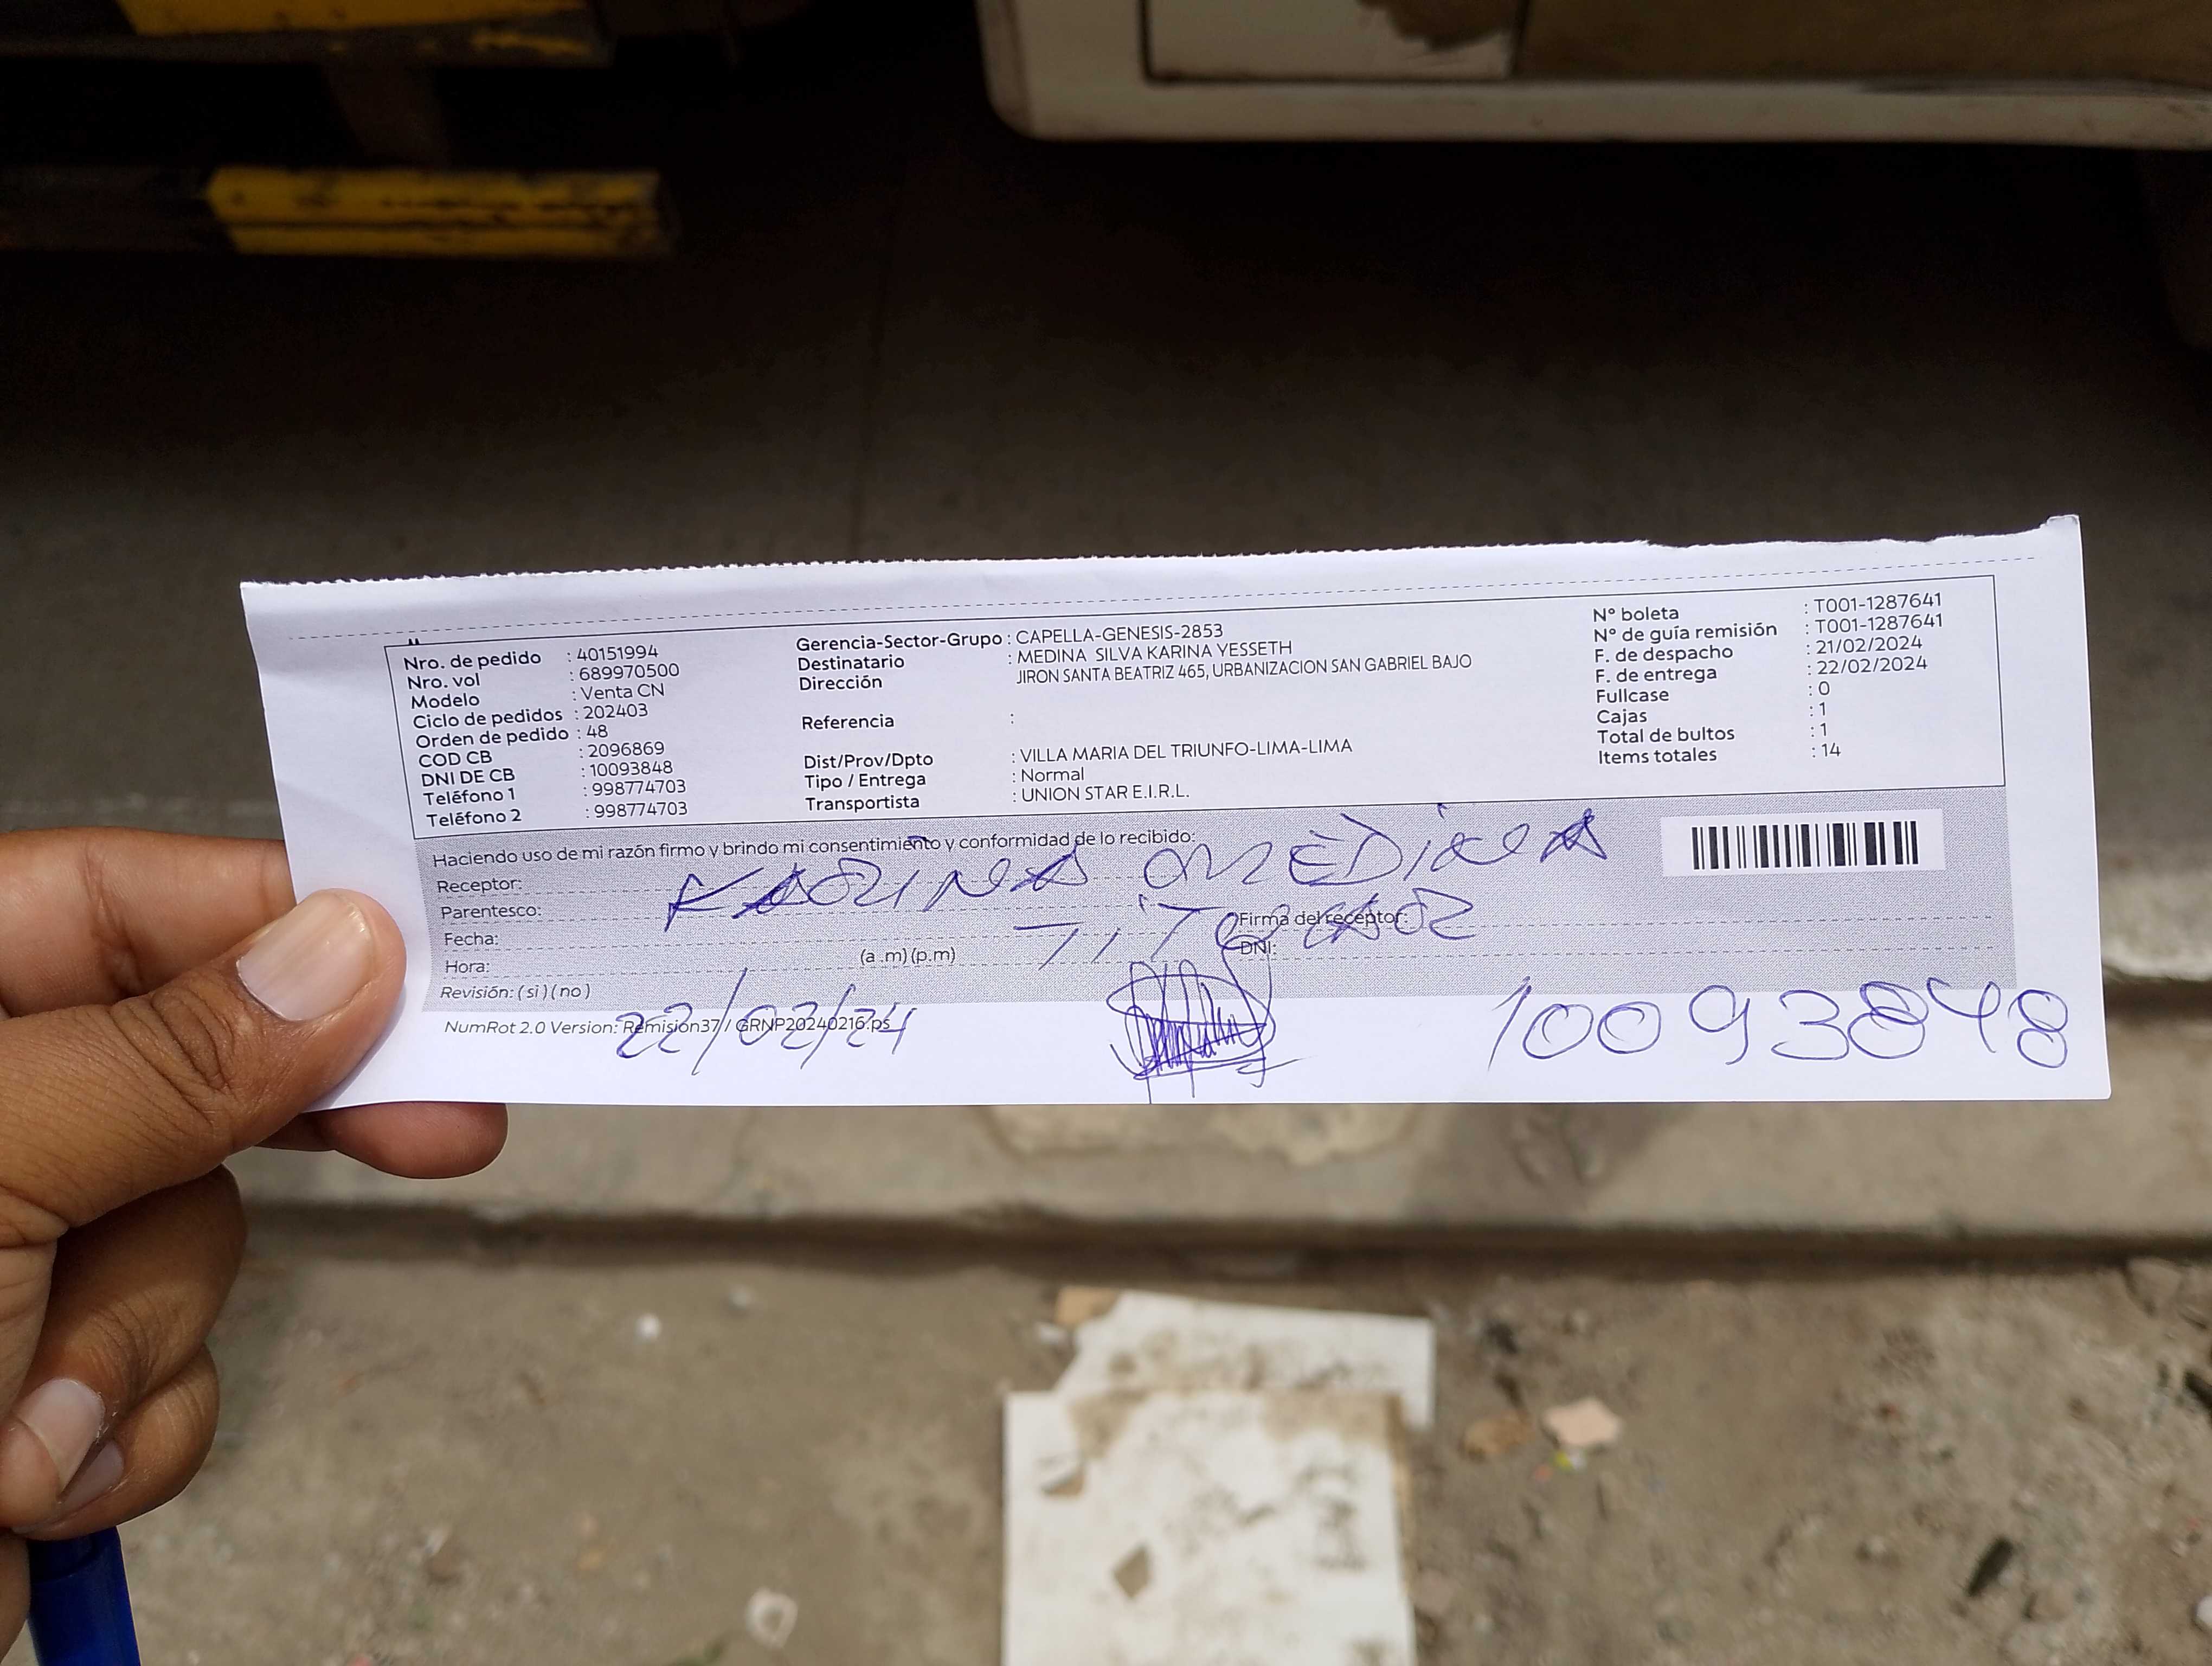 Nro. de pedido : 40151994
Nro. vol : 689970500
Modelo : Venta CN
Ciclo de pedidos : 202403
Orden de pedido : 48
COD CB : 2096869
DNI DE CB : 10093848
Teléfono 1 : 998774703
Teléfono 2 : 998774703
Gerencia-Sector-Grupo : CAPELLA-GENESIS-2853
Destinatario : MEDINA SILVA KARINA YESSETH
Dirección JIRON SANTA BEATRIZ 465, URBANIZACION SAN GABRIEL BAJO
Referencia :
Dist/Prov/Dpto : VILLA MARIA DEL TRIUNFO-LIMA-LIMA
Tipo / Entrega : Normal
Transportista : UNION STAR E.I.R.L.
N° boleta : T001-1287641
N° de guía remisión : T001-1287641
F. de despacho : 21/02/2024
F. de entrega : 22/02/2024
Fullcase : 0
Cajas : 1
Total de bultos : 1
Items totales : 14
Haciendo uso de mi razón firmo y brindo mi consentimiento y conformidad de lo recibido:
Receptor: KARINA MEDINA
Parentesco: TiTULAR
Fecha: Firma del receptor:
Hora: (a .m) (p.m) DNI:
Revisión: ( si ) ( no )
NumRot 2.0 Version: Remision37 / GRNP20240216.ps
22/02/24
10093848